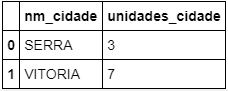 nm_cidade unidades_cidade
0 SERRA 3
1 VITORIA 7